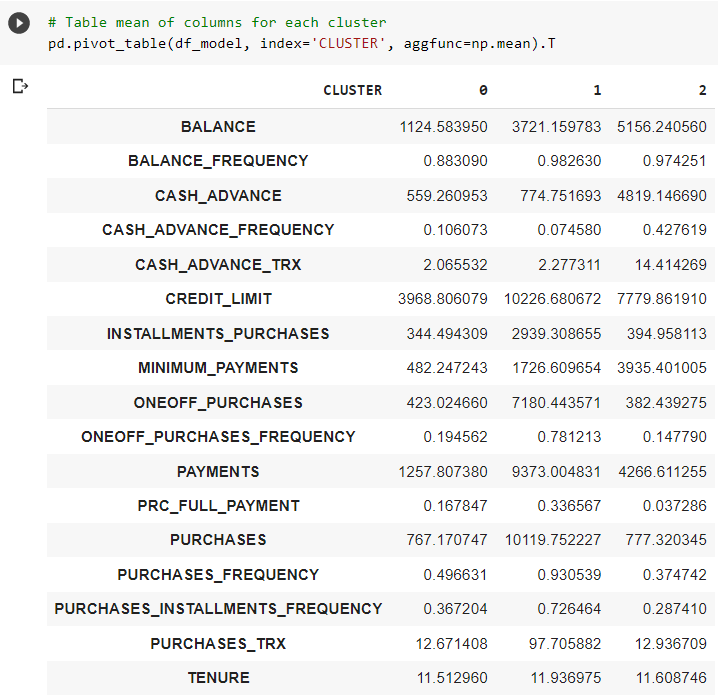 # Table mean of columns for each cluster
pd.pivot_table(df_model, index='CLUSTER', aggfunc=np.mean).T
CLUSTER 0 1 2
BALANCE 1124.583950 3721.159783 5156.240560
BALANCE_FREQUENCY 0.883090 0.982630 0.974251
CASH_ADVANCE 559.260953 774.751693 4819.146690
CASH_ADVANCE_FREQUENCY 0.106073 0.074580 0.427619
CASH_ADVANCE_TRX 2.065532 2.277311 14.414269
CREDIT_LIMIT 3968.806079 10226.680672 7779.861910
INSTALLMENTS_PURCHASES 344.494309 2939.308655 394.958113
MINIMUM_PAYMENTS 482.247243 1726.609654 3935.401005
ONEOFF_PURCHASES 423.024660 7180.443571 382.439275
ONEOFF_PURCHASES_FREQUENCY 0.194562 0.781213 0.147790
PAYMENTS 1257.807380 9373.004831 4266.611255
PRC_FULL_PAYMENT 0.167847 0.336567 0.037286
PURCHASES 767.170747 10119.752227 777.320345
PURCHASES_FREQUENCY 0.496631 0.930539 0.374742
PURCHASES_INSTALLMENTS_FREQUENCY 0.367204 0.726464 0.287410
PURCHASES_TRX 12.671408 97.705882 12.936709
TENURE 11.512960 11.936975 11.608746